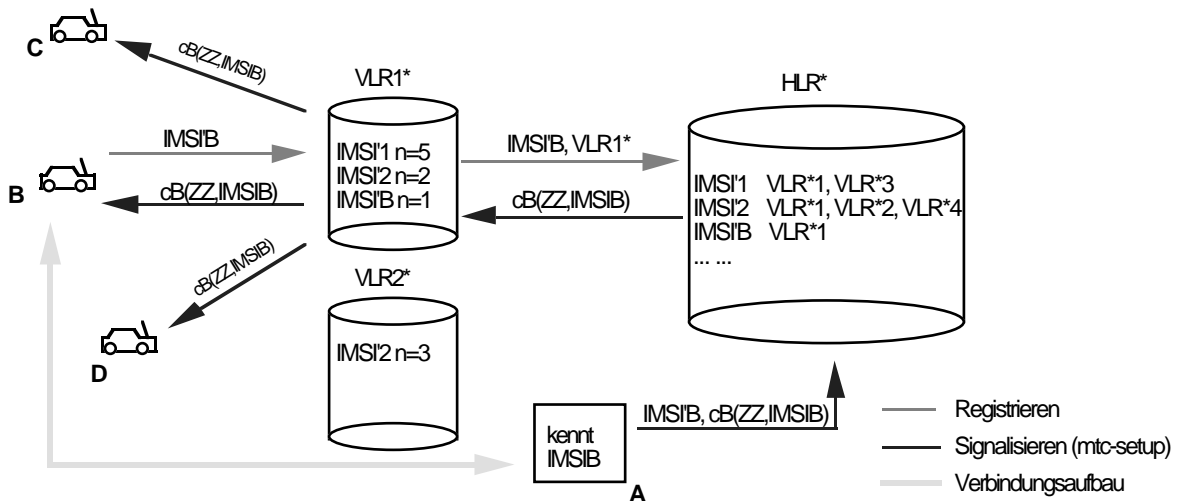 C
cB(ZZ,IMSIB)
VLR1*
HLR*
IMSI'B
IMSI'1 n=5
IMSI'2 n=2
IMSI'B n=1
IMSI'B, VLR1*
B
cB(ZZ,IMSIB)
cB(ZZ,IMSIB)
IMSI'1 VLR*1, VLR*3
IMSI'2 VLR*1, VLR*2, VLR*4
IMSI'B VLR*1
... ...
cB(ZZ,IMSIB)
VLR2*
D
IMSI'2 n=3
kennt
IMSIB
A
IMSI'B, cB(ZZ,IMSIB)
Registrieren
Signalisieren (mtc-setup)
Verbindungsaufbau